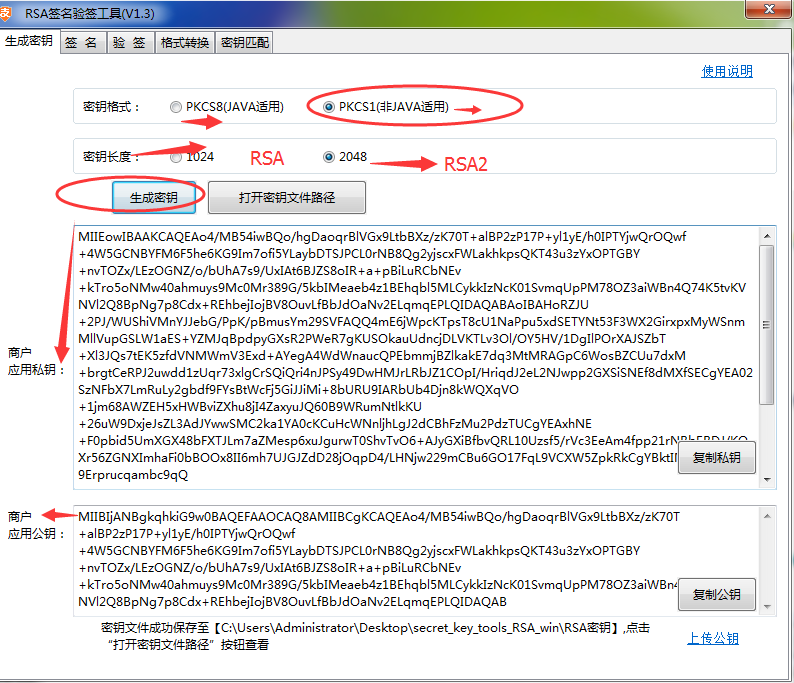 支
RSA签名验签工具(V1.3)
生成密钥 签 名 验 签 格式转换 密钥匹配
使用说明
密钥格式： PKCS8(JAVA适用) PKCS1(非JAVA适用)
密钥长度： 1024 RSA 2048 RSA2
生成密钥 打开密钥文件路径
商户
应用私钥：
MIIEowIBAAKCAQEAo4/MB54iwBQo/hgDaoqrBlVGx9LtbBXz/zK70T+alBP2zP17P+yl1yE/h0IPTYjwQrOQwf
+4W5GCNBYFM6F5he6KG9Im7ofi5YLaybDTSJPCL0rNB8Qg2yjscxFWLakhkpsQKT43u3zYxOPTGBY
+nvTOZx/LEzOGNZ/o/bUhA7s9/UxIAt6BJZS8oIR+a+pBiLuRCbNEv
+kTro5oNMw40ahmuys9Mc0Mr389G/5kbIMeaeb4z1BEhqbl5MLCykkIzNcK01SvmqUpPM78OZ3aiWBn4Q74K5tvKV
NVl2Q8BpNg7p8Cdx+REhbejIojBV8OuvLfBbJdOaNv2ELqmqEPLQIDAQABAoIBAHoRZJU
+2PJ/WUShiVMnYJJebG/PpK/pBmusYm29SVFAQQ4mE6jWpcKTpsT8cU1NaPpu5xdSETYNt53F3WX2GirxpxMyWSnm
MllVupGSLW1aES+YZMJqBpdpyGXsR2PWeR7gKUSOkauUdncjDLVKTLv3Ol/OY5HV/1DgIlPOrXAJSZbT
+Xl3JQs7tEK5zfdVNMWmV3Exd+AYegA4WdWnaucQPEbmmjBZlkakE7dq3MtMRAGpC6WosBZCUu7dxM
+brgtCeRPJ2uwdd1zUqr73xlgCrSQiQri4nJPSy49DwHMJrLRbJZ1COpI/HriqdJ2eL2NJwpp2GXSiSNEf8dMXfSECgYEA02
SzNFbX7LmRuLy2gbdf9FYsBtWcFj5GiJJiMi+8bURU9IARbUb4Djn8kWQXqVO
+1jm68AWZEH5xHWBviZXhu8jI4ZaxyuJQ60B9WRumNtlkKU
+26uW9DxjeJsZL3AdJYwwSMC2ka1YA0cKCuHcWNnljhLgJ2dCBhFzMu2PdzTUCgYEAxhNE
+F0pbid5UmXGX48bFXTJLm7aZMesp6xuJgurwT0ShvTvO6+AJyGXiBfbvQRL10Uzsf5/rVc3EeAm4fpp21rNBhFBDJ/KO
Xr56ZGNXImhaFi0bBOOx8II6mh7UJGJZdD28jOqpD4/LHNjw229mCBu6GO17FqL9VCXW5ZpkRkCgYBktI
9Erprucqambc9qQ
复制私钥
商户
应用公钥：
MIIBIjANBgkqhkiG9w0BAQEFAAOCAQ8AMIIBCgKCAQEAo4/MB54iwBQo/hgDaoqrBlVGx9LtbBXz/zK70T
+alBP2zP17P+yl1yE/h0IPTYjwQrOQwf
+4W5GCNBYFM6F5he6KG9Im7ofi5YLaybDTSJPCL0rNB8Qg2yjscxFWLakhkpsQKT43u3zYxOPTGBY
+nvTOZx/LEzOGNZ/o/bUhA7s9/UxIAt6BJZS8oIR+a+pBiLuRCbNEv
+kTro5oNMw40ahmuys9Mc0Mr389G/5kbIMeaeb4z1BEhqbl5MLCykkIzNcK01SvmqUpPM78OZ3aiWBn4
NVl2Q8BpNg7p8Cdx+REhbejIojBV8OuvLfBbJdOaNv2ELqmqEPLQIDAQAB
复制公钥
密钥文件成功保存至【C:\Users\Administrator\Desktop\secret_key_tools_RSA_win\RSA密钥】,点击
“打开密钥文件路径”按钮查看
上传公钥